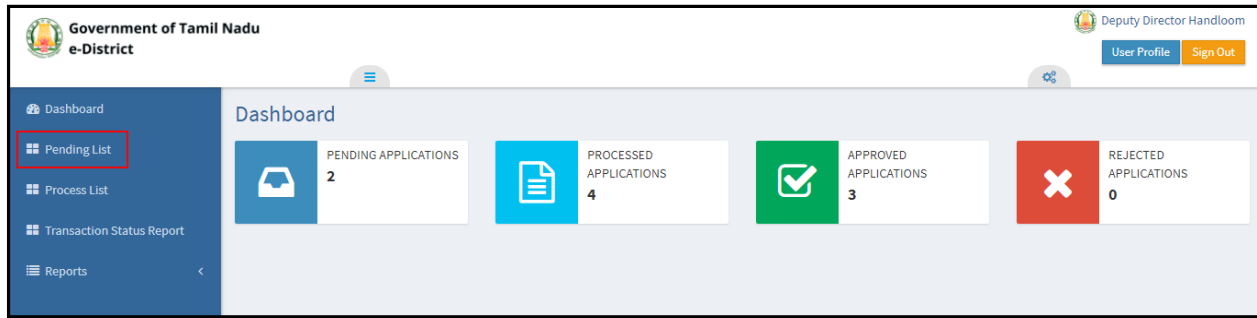 Government of Tamil Nadu
e-District
Deputy Director Handloom
User Profile
Sign Out
Dashboard
Pending List
Process List
Transaction Status Report
Reports
Dashboard
PENDING APPLICATIONS
2
PROCESSED
APPLICATIONS
4
APPROVED
APPLICATIONS
3
REJECTED
APPLICATIONS
0